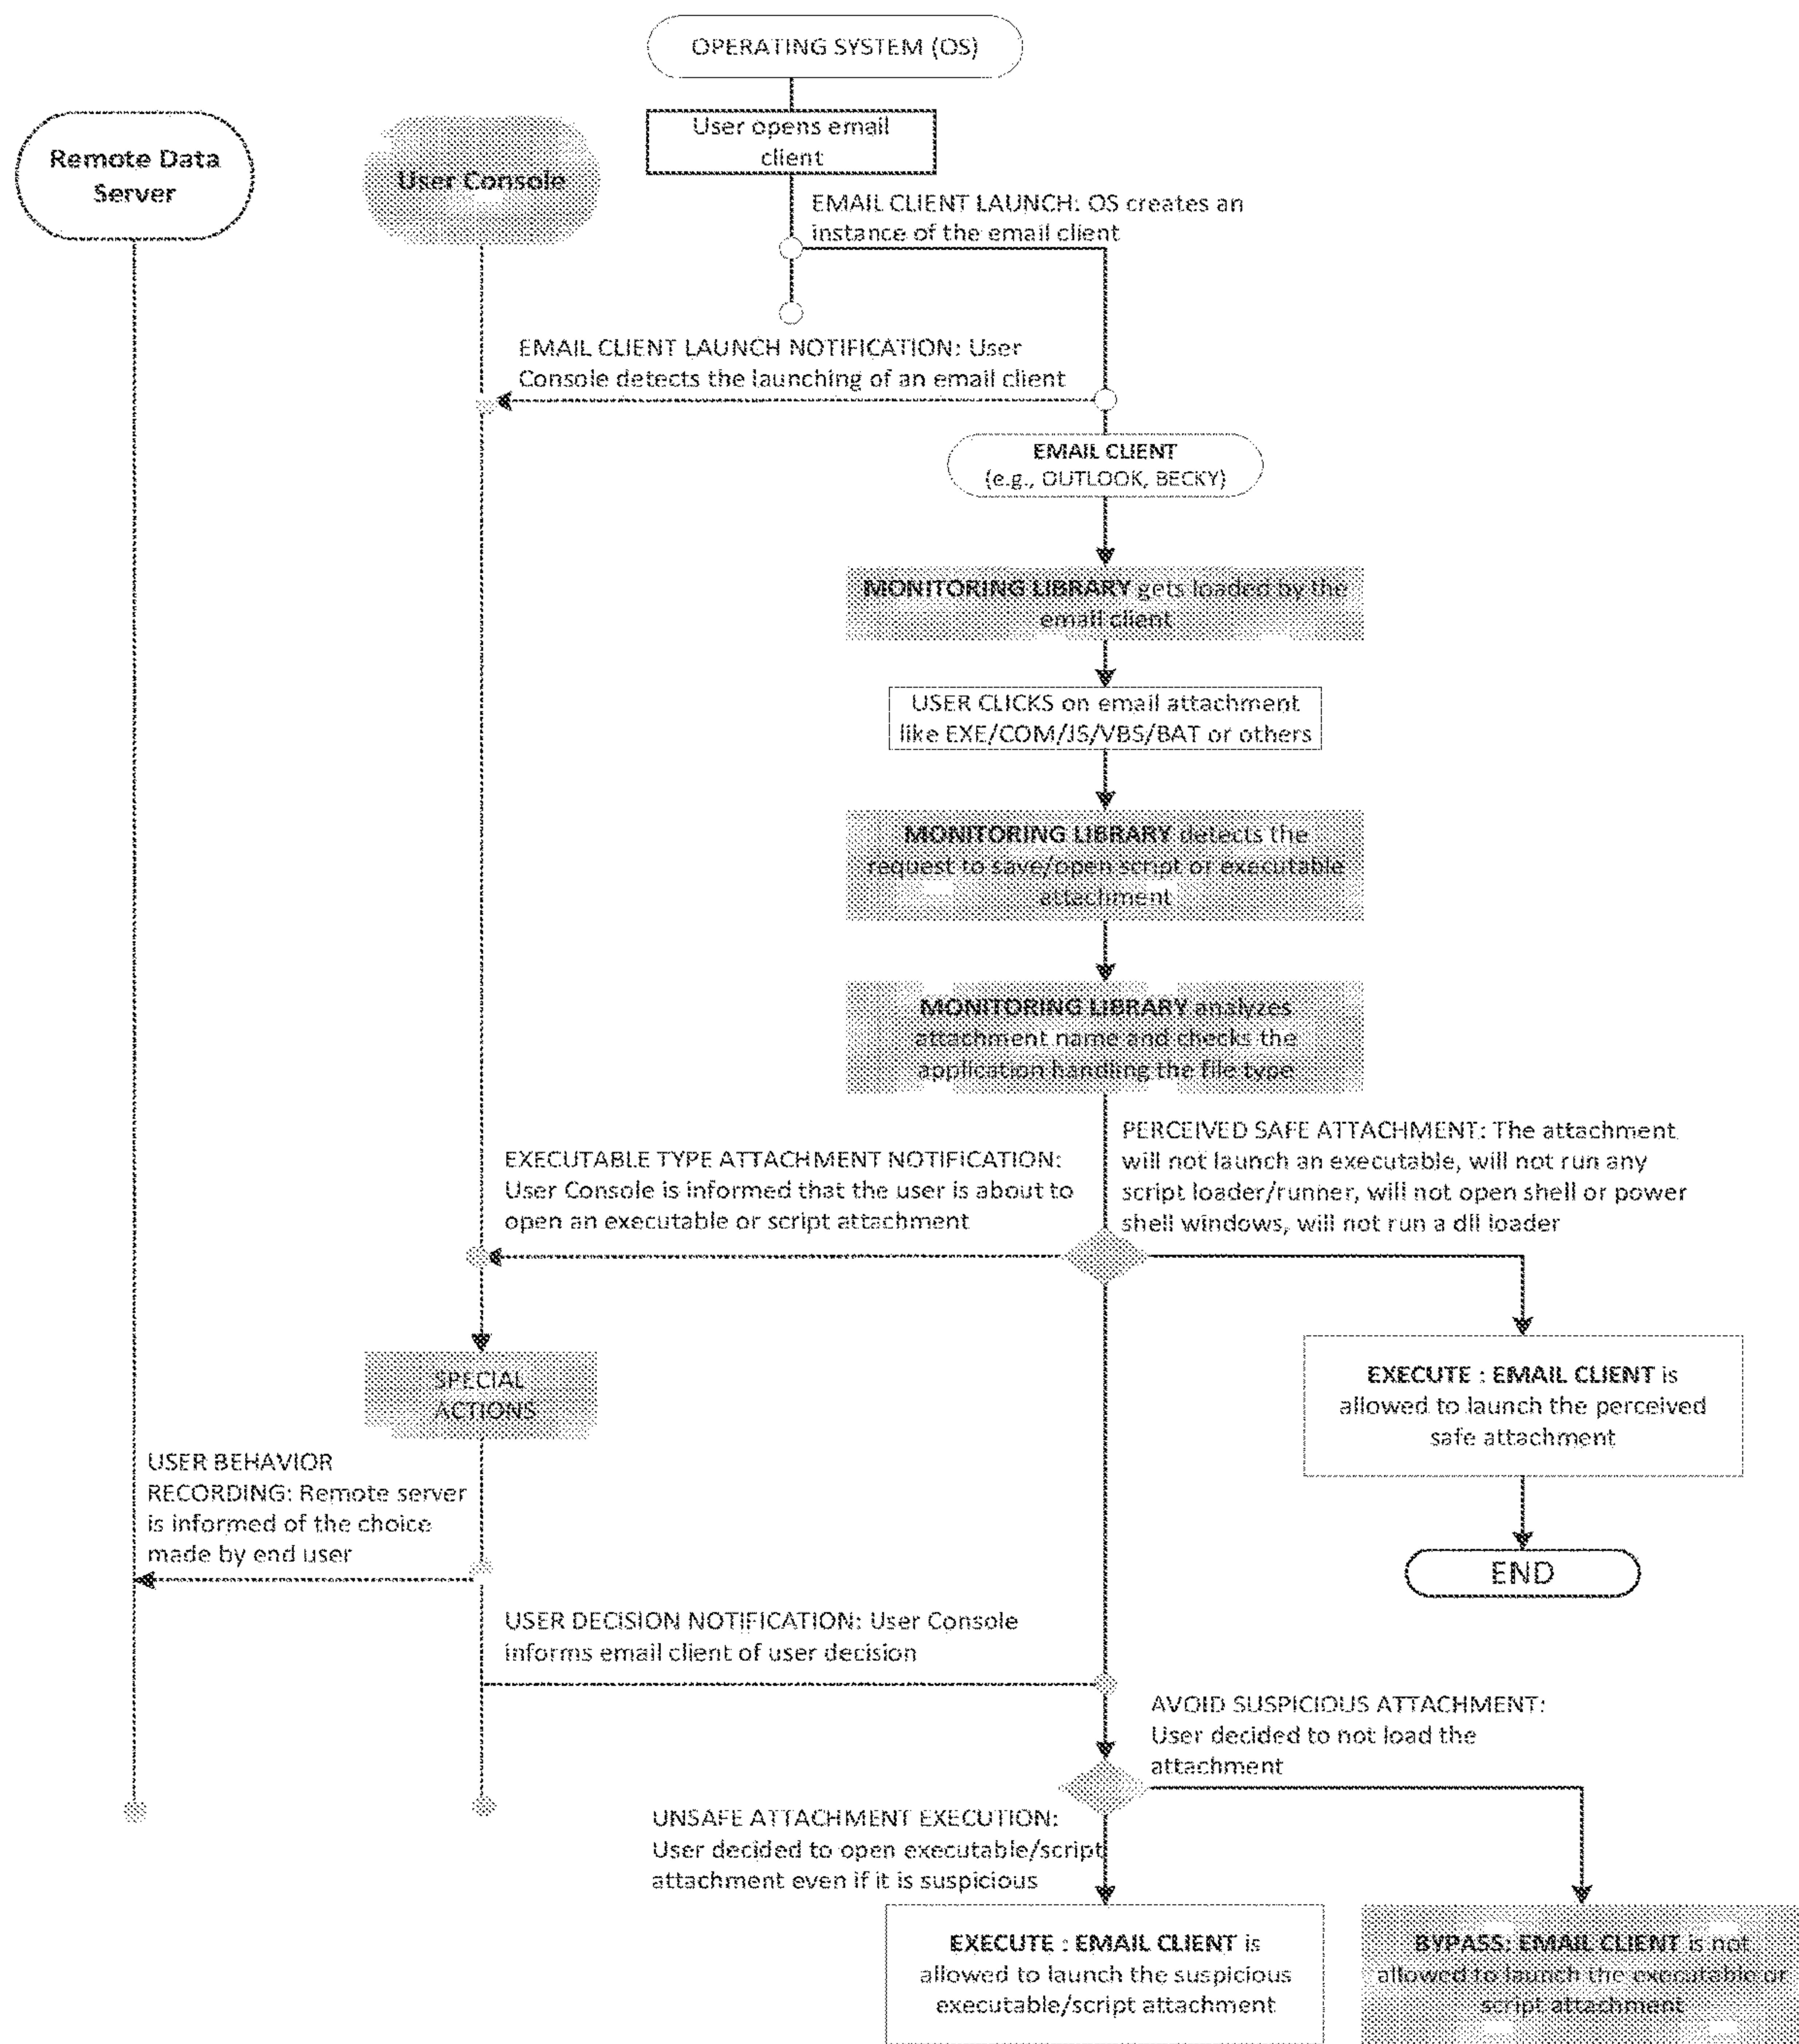 OPERATING SYSTEM (OS)
User opens email
client
Remote Data
Server
User Console
EMAIL CLIENT LAUNCH: OS creates an
instance of the email client
EMAIL CLIENT LAUNCH NOTIFICATION: User
Console detects the launching of an email client
EMAIL CLIENT
(e.g., OUTLOOK, BECKY)
MONITORING LIBRARY gets loaded by the
email client
USER CLICKS on email attachment
like EXE/COM/JS/VBS/BAT or others
MONITORING LIBRARY detects the
request to save/open script or executable
attachment
MONITORING LIBRARY analyzes
attachment name and checks the
application handling the file type
PERCEIVED SAFE ATTACHMENT: The attachment
will not launch an executable, will not run any
script loader/runner, will not open shell or power
shell windows, will not run a dll loader
EXECUTABLE TYPE ATTACHMENT NOTIFICATION:
User Console is informed that the user is about to
open an executable or script attachment
SPECIAL
ACTIONS
EXECUTE : EMAIL CLIENT is
allowed to launch the perceived
safe attachment
USER BEHAVIOR
RECORDING: Remote server
is informed of the choice
made by end user
END
USER DECISION NOTIFICATION: User Console
informs email client of user decision
AVOID SUSPICIOUS ATTACHMENT:
User decided to not load the
attachment
UNSAFE ATTACHMENT EXECUTION:
User decided to open executable/script
attachment even if it is suspicious
EXECUTE : EMAIL CLIENT is
allowed to launch the suspicious
executable/script attachment
BYPASS: EMAIL CLIENT is not
allowed to launch the executable or
script attachment